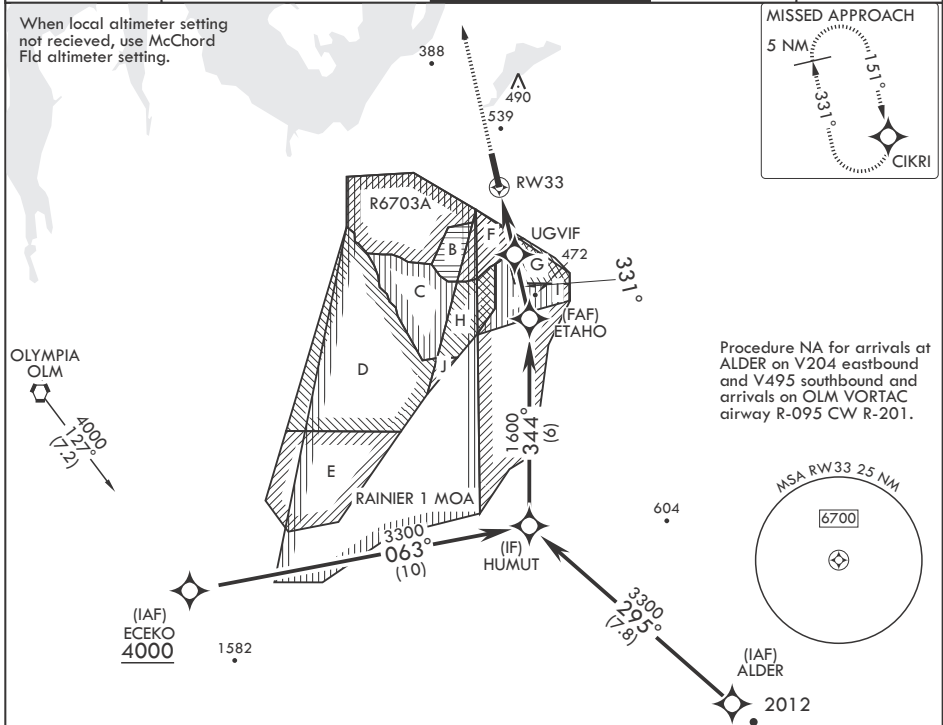 When local altimeter setting
not recieved, use McChord
Fld altimeter setting.
388
490
539
MISSED APPROACH
5 NM
331°
151°
CIKRI
RW33
R6703A
B
F
UGVIF
472
G
I
331°
C
H
(FAF)
ETAHO
J
D
OLYMPIA
OLM
4000
127°
(7.2)
Procedure NA for arrivals at
ALDER on V204 eastbound
and V495 southbound and
arrivals on OLM VORTAC
airway R-095 CW R-201.
1600
344°
(6)
E
RAINIER 1 MOA
MSA RW33 25 NM
6700
604
3300
063°
(10)
(IF)
HUMUT
3300
295°
(7.8)
(IAF)
ECEKO
4000
1582
(IAF)
ALDER
2012